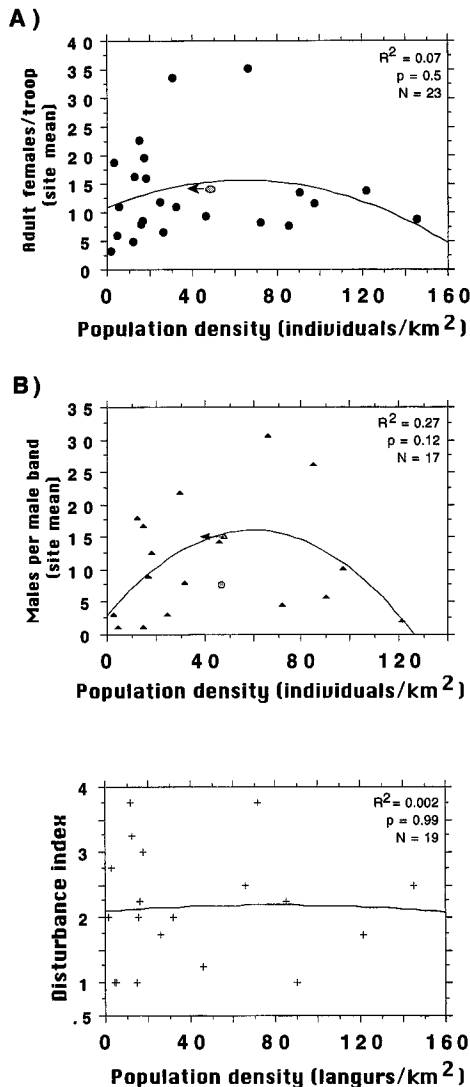 A)
R2 = 0.07
p = 0.5
N = 23
Adult females/troop
(site mean)
40
35
30
25
20
15
10
5
0
0 40 80 120 160
Population density (individuals/km2)
B)
R2 = 0.27
p = 0.12
N = 17
Males per male band
(site mean)
35
30
25
20
15
10
5
0
0 40 80 120
Population density (individuals/km2)
R2= 0.002
p = 0.99
N = 19
Disturbance index
4
3
2
1
.5
0 40 80 120 160
Population density (langurs/km2)